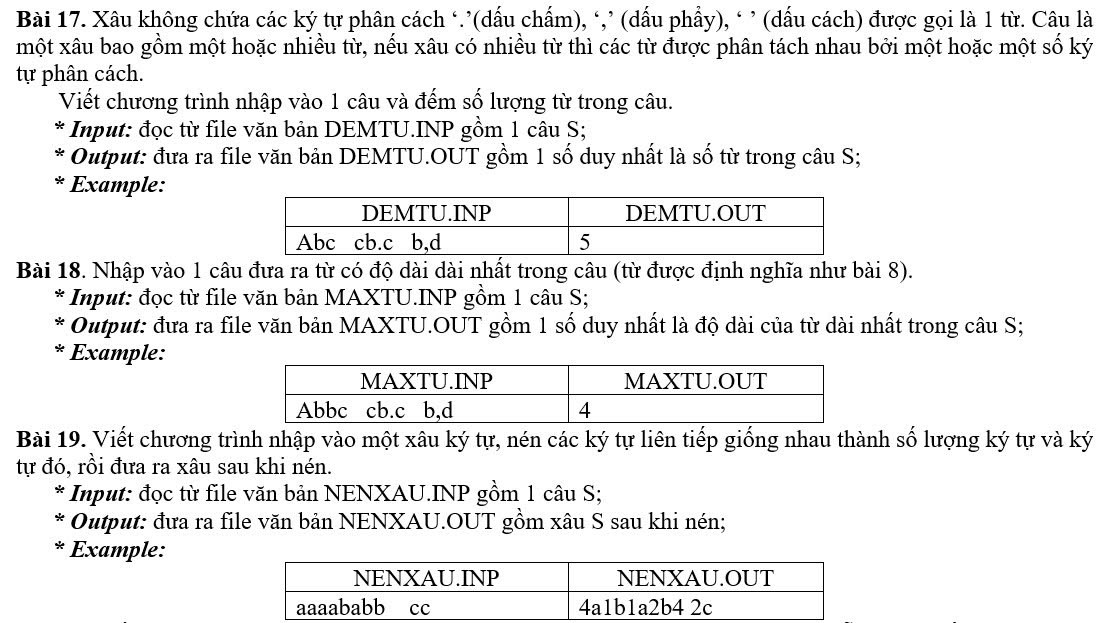 Bài 17. Xâu không chứa các ký tự phân cách ‘.’(dấu chấm), ‘,’ (dấu phẩy), ‘ ’ (dấu cách) được gọi là 1 từ. Câu là
một xâu bao gồm một hoặc nhiều từ, nếu xâu có nhiều từ thì các từ được phân tách nhau bởi một hoặc một số ký
tự phân cách.
Viết chương trình nhập vào 1 câu và đếm số lượng từ trong câu.
* Input: đọc từ file văn bản DEMTU.INP gồm 1 câu S;
* Output: đưa ra file văn bản DEMTU.OUT gồm 1 số duy nhất là số từ trong câu S;
* Example:
DEMTU.INP DEMTU.OUT
Abc   cb.c   b,d 5
Bài 18. Nhập vào 1 câu đưa ra từ có độ dài dài nhất trong câu (từ được định nghĩa như bài 8).
* Input: đọc từ file văn bản MAXTU.INP gồm 1 câu S;
* Output: đưa ra file văn bản MAXTU.OUT gồm 1 số duy nhất là độ dài của từ dài nhất trong câu S;
* Example:
MAXTU.INP MAXTU.OUT
Abbc   cb.c   b,d 4
Bài 19. Viết chương trình nhập vào một xâu ký tự, nén các ký tự liên tiếp giống nhau thành số lượng ký tự và ký
tự đó, rồi đưa ra xâu sau khi nén.
* Input: đọc từ file văn bản NENXAU.INP gồm 1 câu S;
* Output: đưa ra file văn bản NENXAU.OUT gồm xâu S sau khi nén;
* Example:
NENXAU.INP NENXAU.OUT
aaaababb    cc 4a1b1a2b4 2c